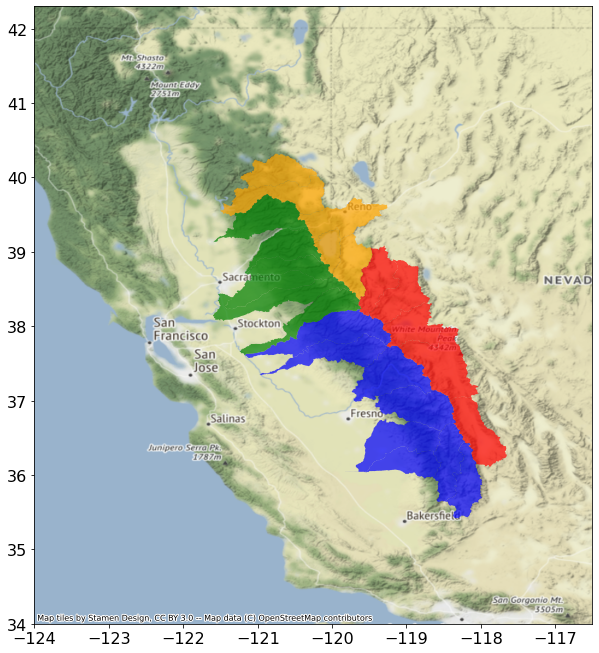 42
41
40
39
38
37
36
35
34
−124
−123
−122
−121
−120
−119
−118
−117
Mt. Shasta
4322m
Mount Eddy
2751m
Reno
Sacramento
NEVAD
San
Francisco
Stockton
White Mountain
Peak
4342m
San
Jose
Salinas
Fresno
Junipero Serra Pk.
1787m
Bakersfield
San Gorgonio Mt.
3505m
Map tiles by Stamen Design, CC BY 3.0 -- Map data (C) OpenStreetMap contributors